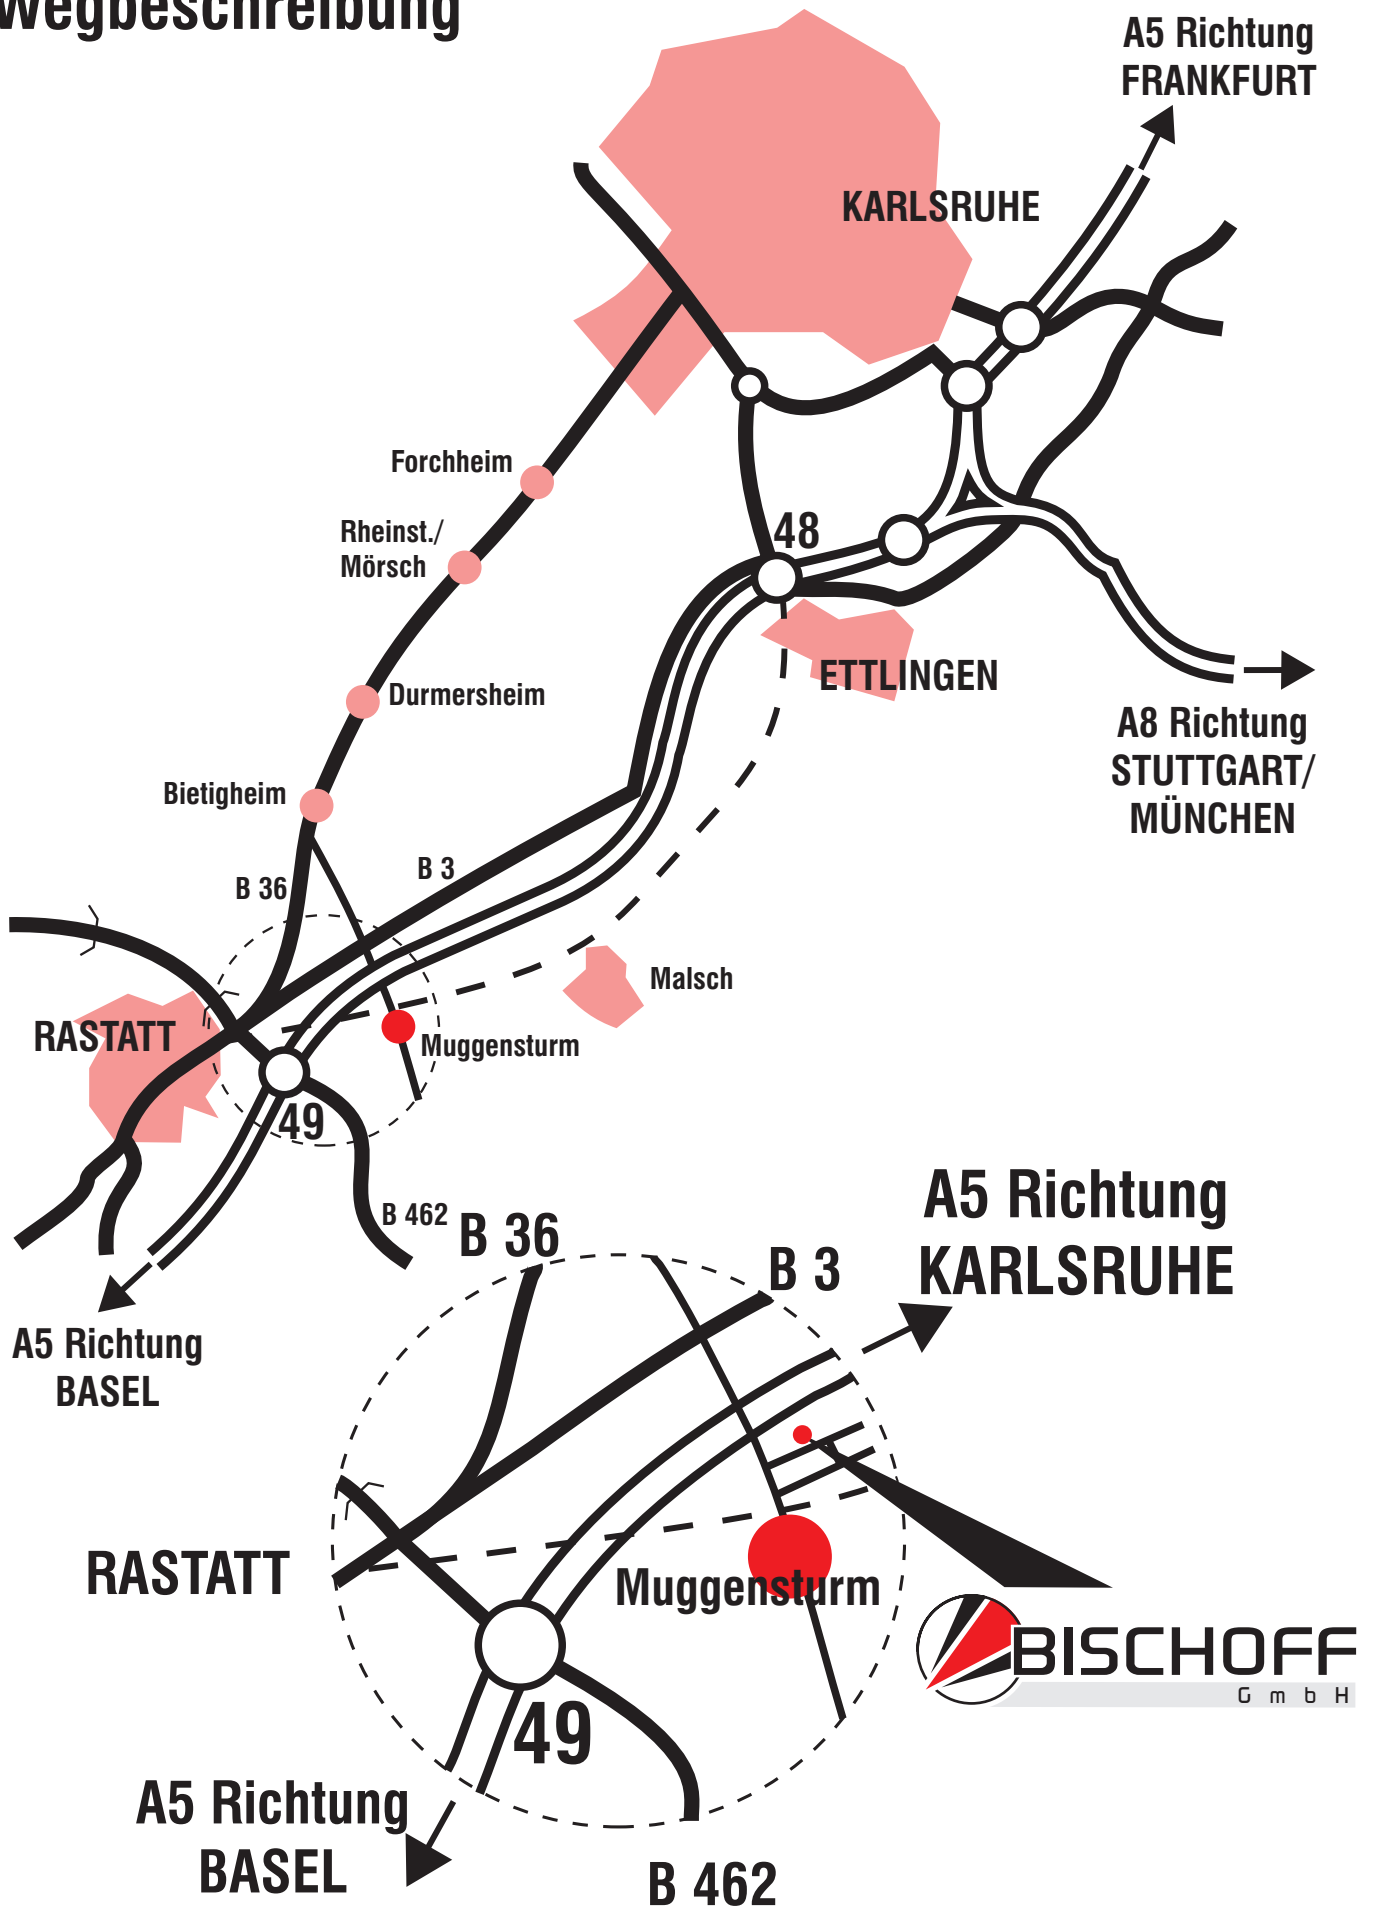 Wegbeschreibung
A5 Richtung
FRANKFURT
KARLSRUHE
Forchheim
Rheinst./
Mörsch
48
ETTLINGEN
Durmersheim
A8 Richtung
STUTTGART/
MÜNCHEN
Bietigheim
B 3
B 36
Malsch
RASTATT
Muggensturm
49
B 462
A5 Richtung
BASEL
B 36
B 3
A5 Richtung
KARLSRUHE
RASTATT
Muggensturm
BISCHOFF
GmbH
49
A5 Richtung
BASEL
B 462